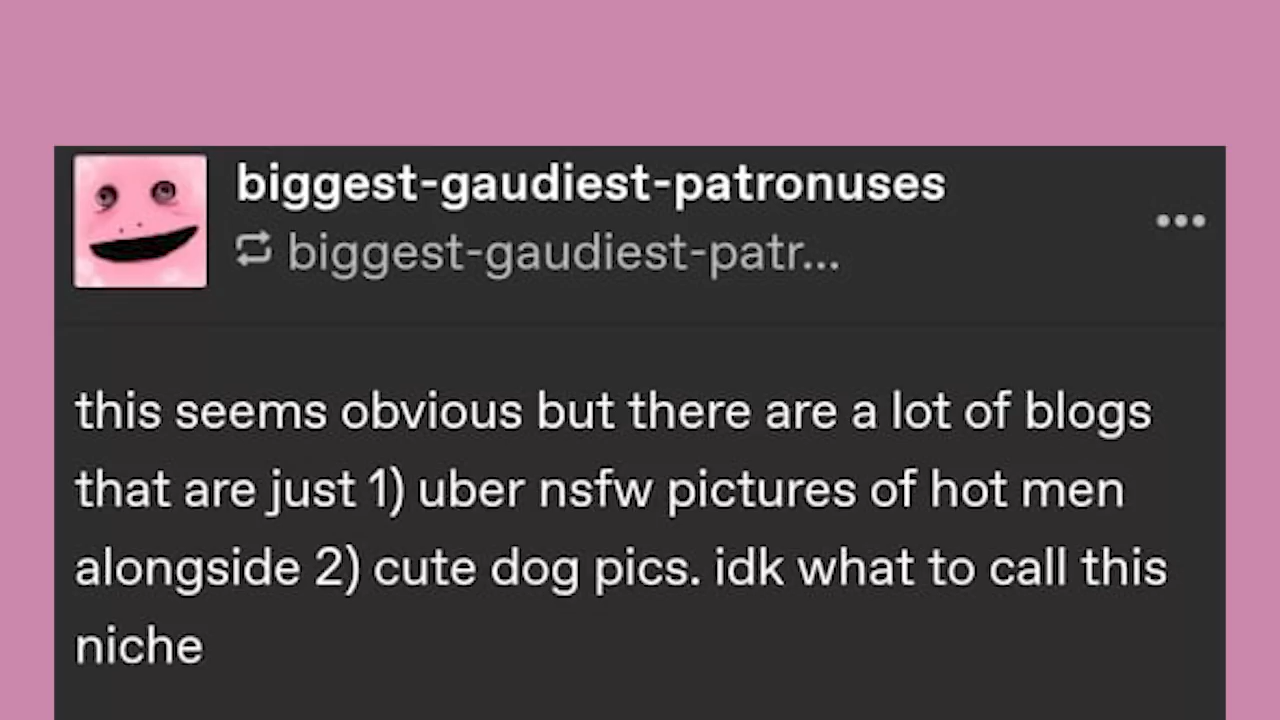 biggest-gaudiest-patronuses
biggest-gaudiest-patr...
this seems obvious but there are a lot of blogs
that are just 1) uber nsfw pictures of hot men
alongside 2) cute dog pics. idk what to call this
niche